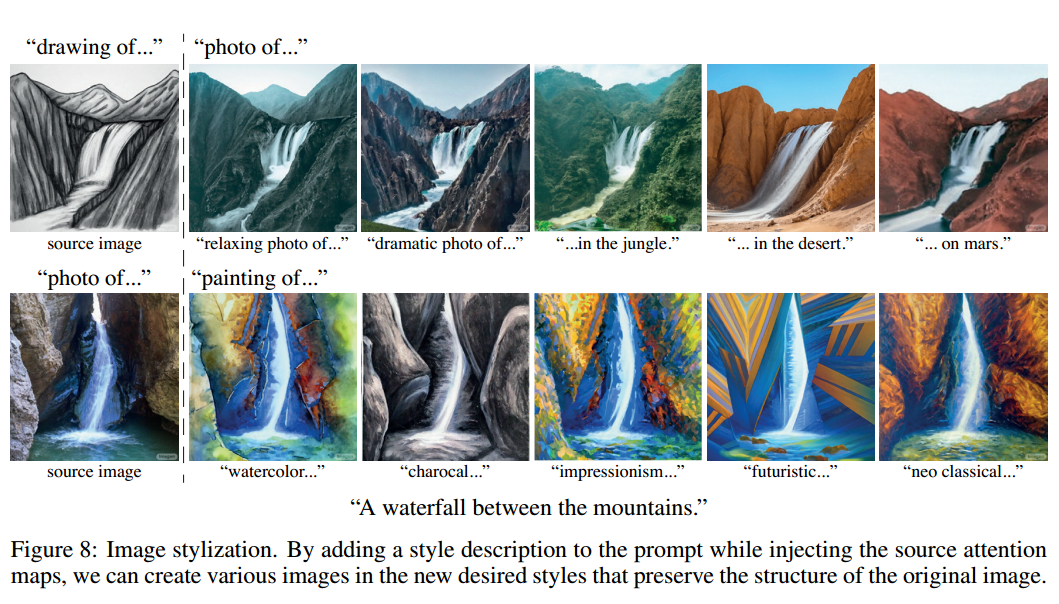 “drawing of...” “photo of...”
source image “relaxing photo of...” “dramatic photo of...” “...in the jungle.” “... in the desert.” “... on mars.”
“photo of...” “painting of...”
source image “watercolor...” “charocal...” “impressionism...” “futuristic...” “neo classical...”
“A waterfall between the mountains.”
Figure 8: Image stylization. By adding a style description to the prompt while injecting the source attention
maps, we can create various images in the new desired styles that preserve the structure of the original image.